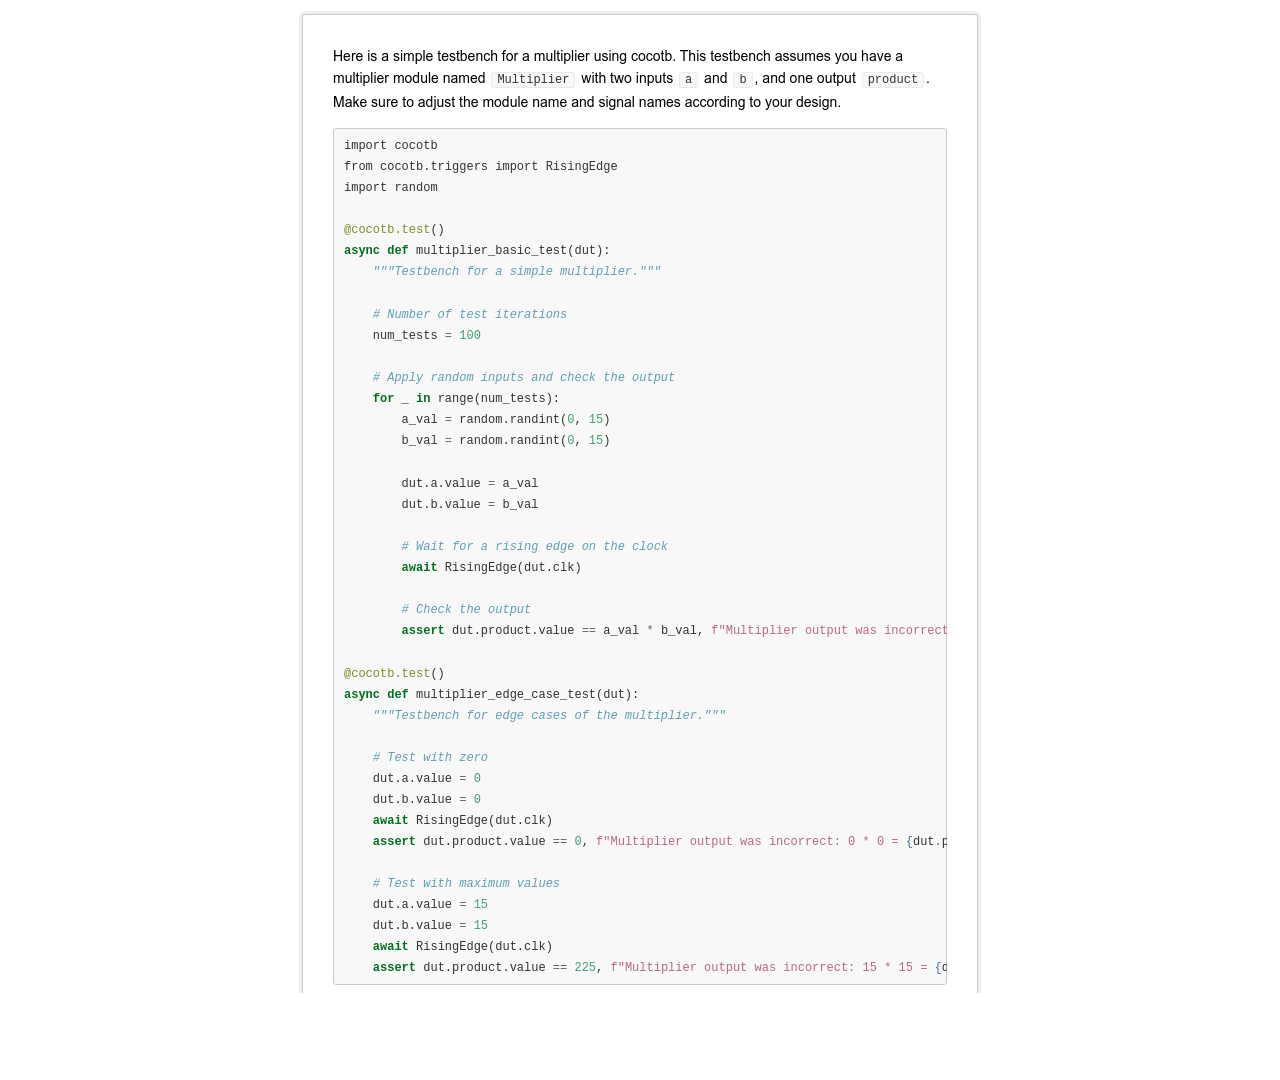 Here is a simple testbench for a multiplier using cocotb. This testbench assumes you have a
multiplier module named Multiplier with two inputs a and b, and one output product.
Make sure to adjust the module name and signal names according to your design.
import cocotb
from cocotb.triggers import RisingEdge
import random
@cocotb.test()
async def multiplier_basic_test(dut):
    """Testbench for a simple multiplier."""
    # Number of test iterations
    num_tests = 100
    # Apply random inputs and check the output
    for _ in range(num_tests):
        a_val = random.randint(0, 15)
        b_val = random.randint(0, 15)
        dut.a.value = a_val
        dut.b.value = b_val
        # Wait for a rising edge on the clock
        await RisingEdge(dut.clk)
        # Check the output
        assert dut.product.value == a_val * b_val, f"Multiplier output was incorrect
@cocotb.test()
async def multiplier_edge_case_test(dut):
    """Testbench for edge cases of the multiplier."""
    # Test with zero
    dut.a.value = 0
    dut.b.value = 0
    await RisingEdge(dut.clk)
    assert dut.product.value == 0, f"Multiplier output was incorrect: 0 * 0 = {dut.p
    # Test with maximum values
    dut.a.value = 15
    dut.b.value = 15
    await RisingEdge(dut.clk)
    assert dut.product.value == 225, f"Multiplier output was incorrect: 15 * 15 = {d